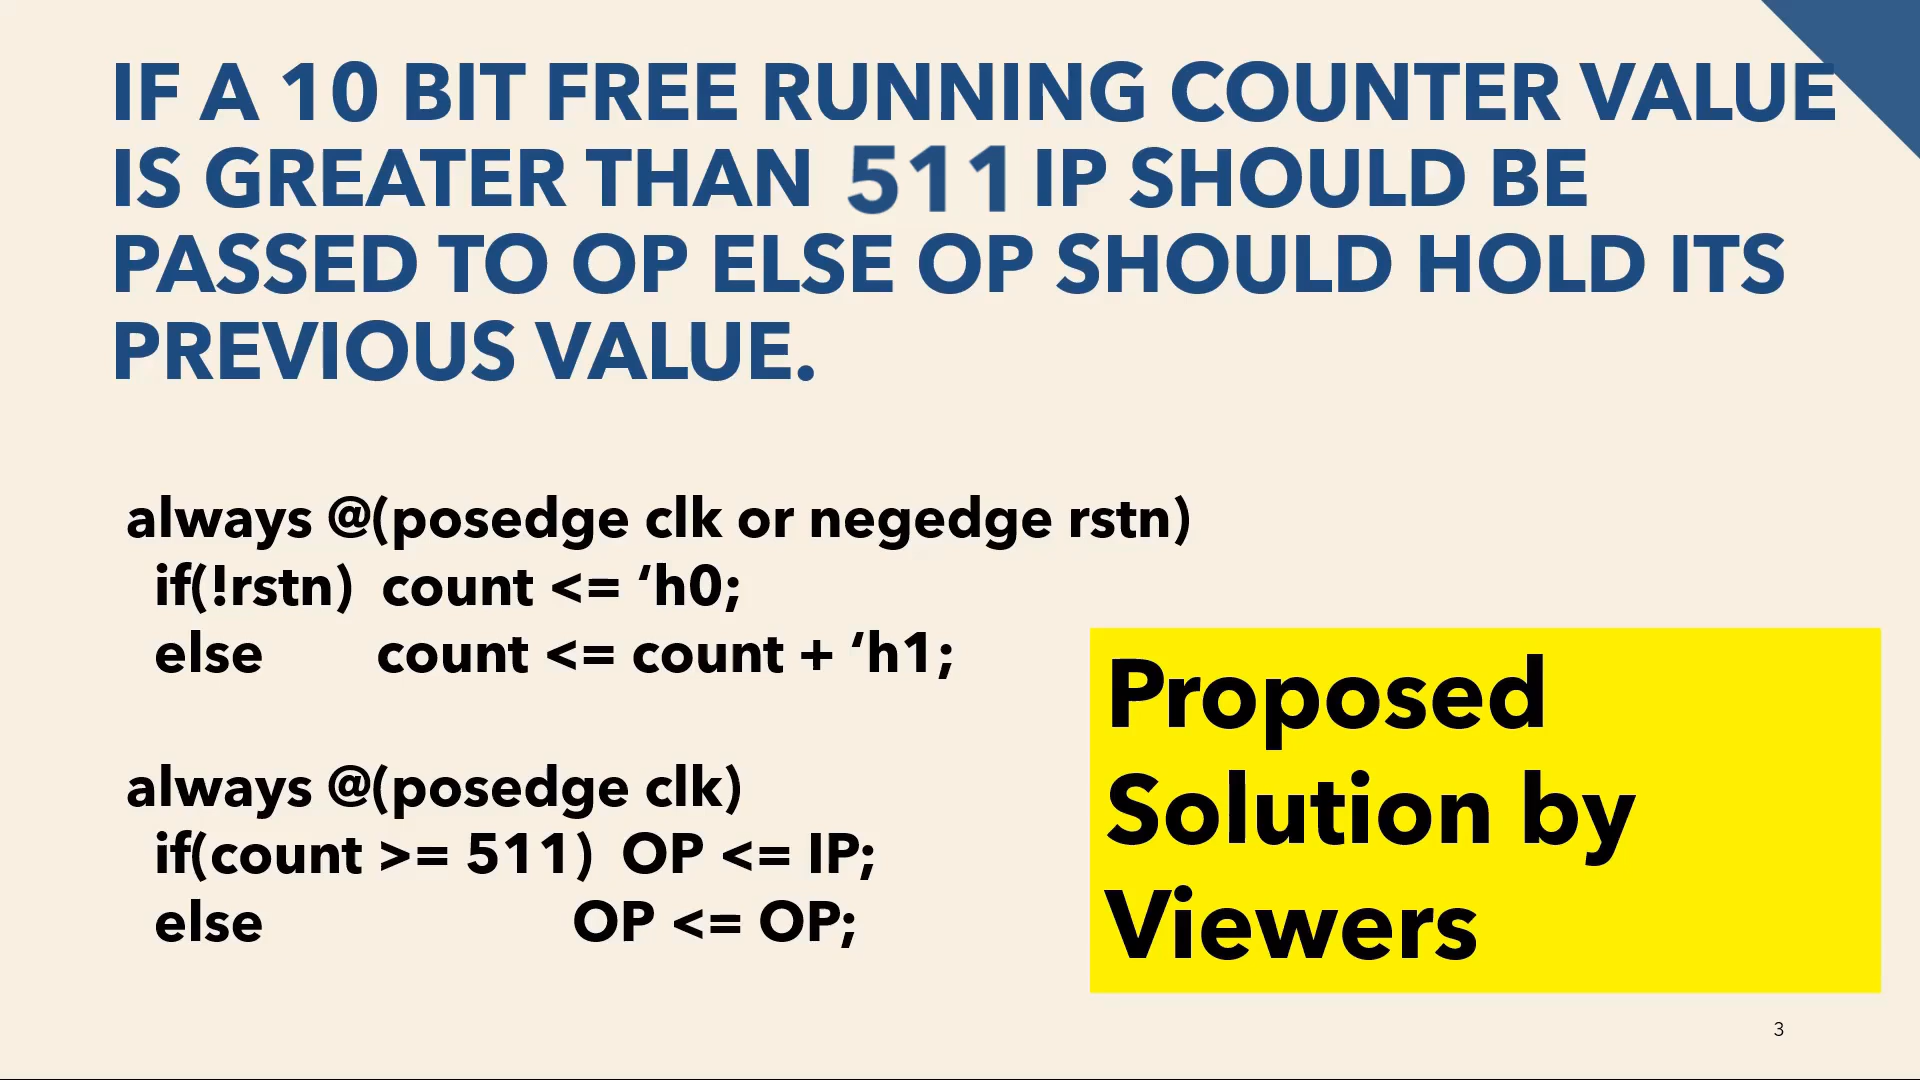 IF A 10 BIT FREE RUNNING COUNTER VALUE
IS GREATER THAN 511 IP SHOULD BE
PASSED TO OP ELSE OP SHOULD HOLD ITS
PREVIOUS VALUE.
always @(posedge clk or negedge rstn)
if(!rstn) count <= ‘h0;
else count <= count + ‘h1;
always @(posedge clk)
if(count >= 511) OP <= IP;
else OP <= OP;
Proposed
Solution by
Viewers
3